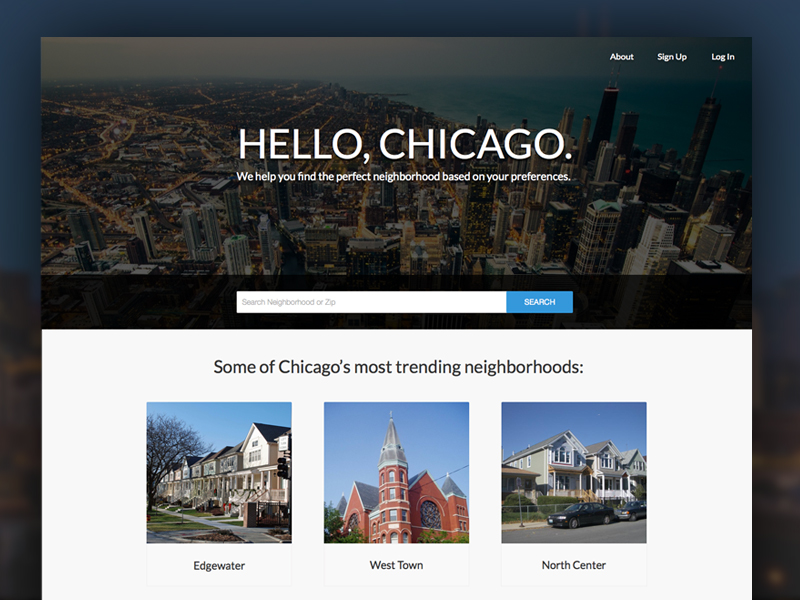 About Sign Up Log In
HELLO, CHICAGO.
We help you find the perfect neighborhood based on your preferences.
Search Neighborhood or Zip SEARCH
Some of Chicago's most trending neighborhoods:
Edgewater West Town North Center